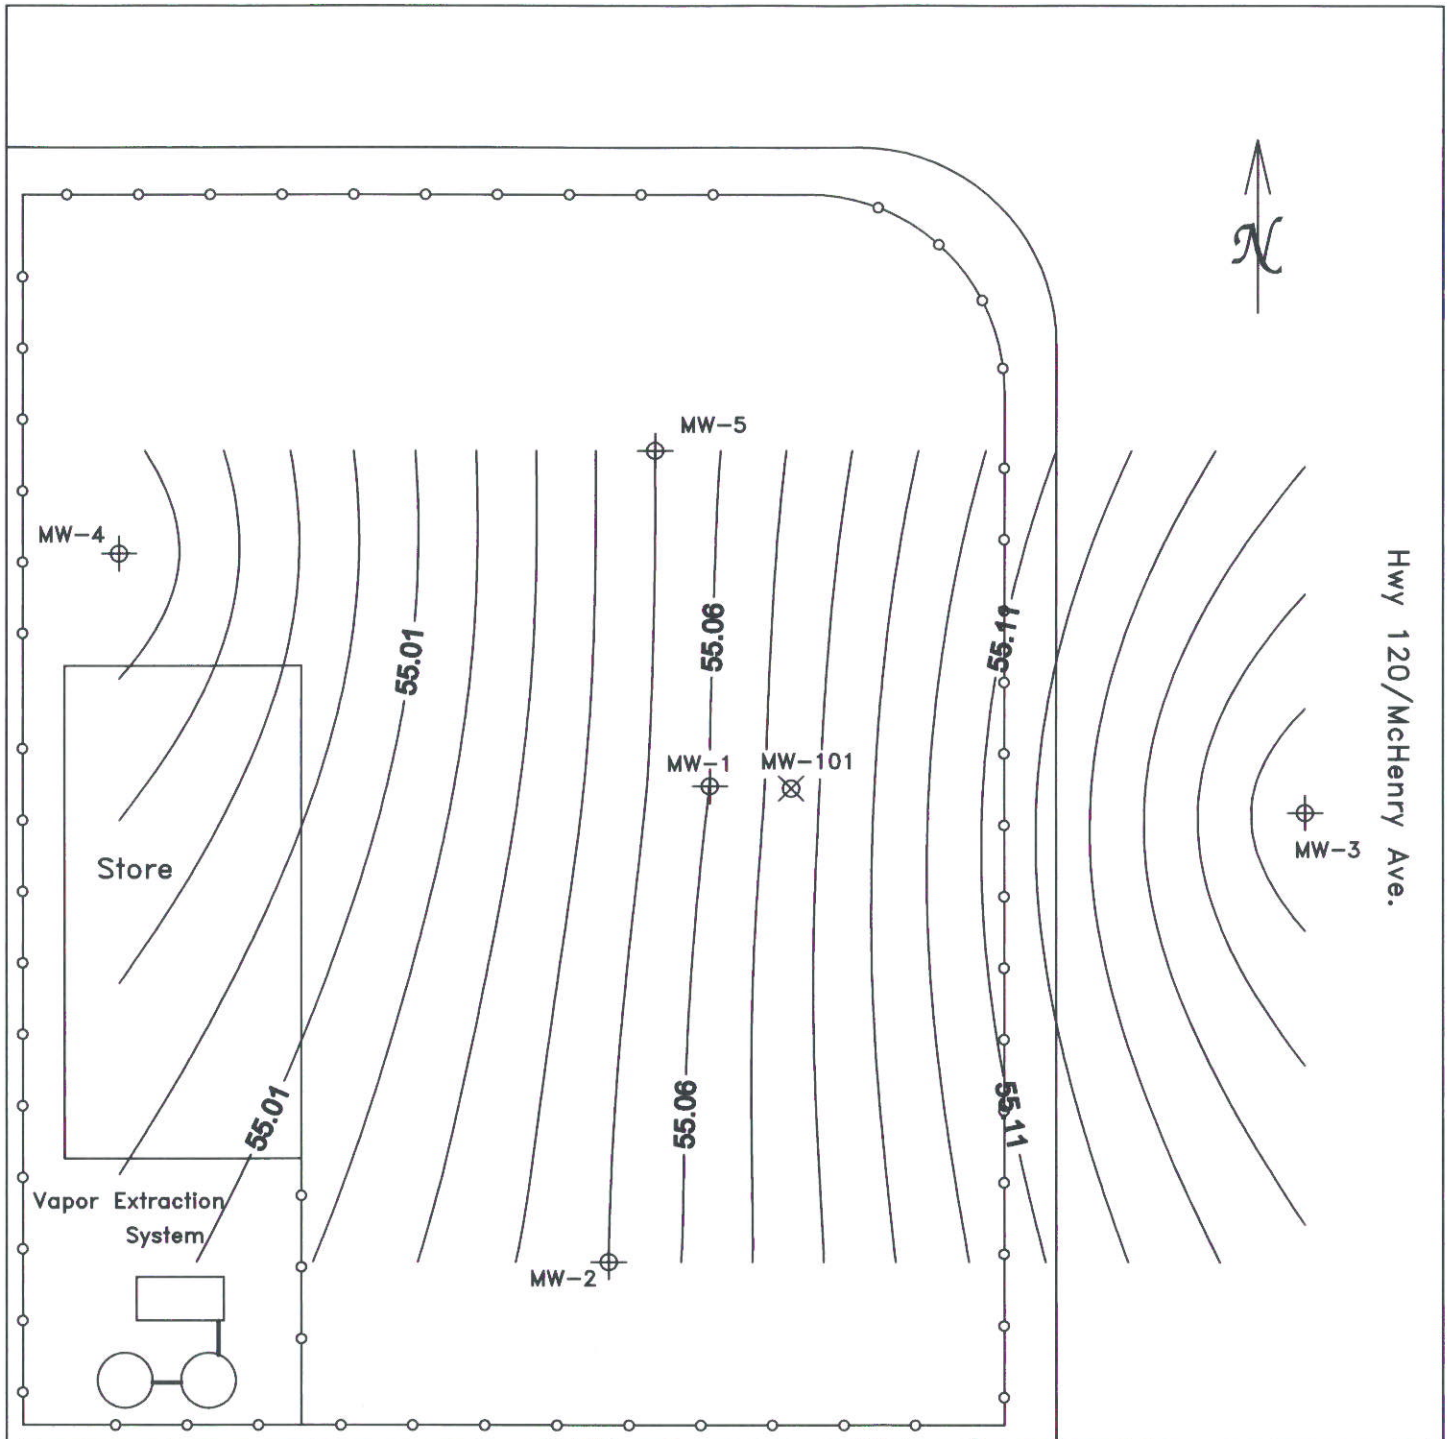 N
MW-5
MW-4
55.01
55.06
55.11
Hwy 120/McHenry Ave.
MW-1
MW-101
MW-3
Store
55.01
55.06
55.11
Vapor Extraction
System
MW-2